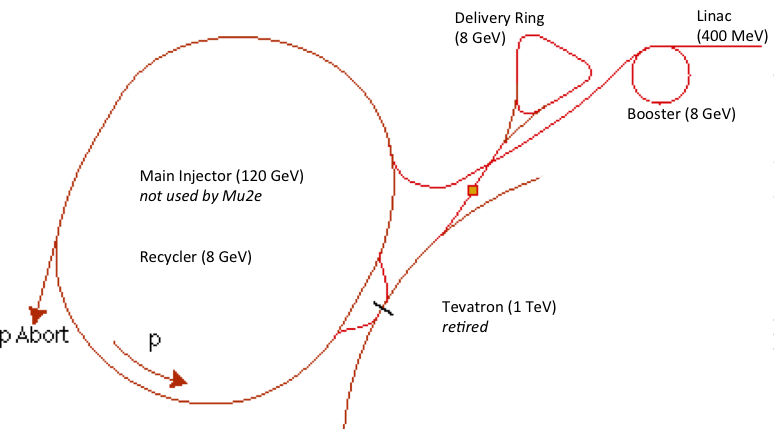 Delivery Ring
(8 GeV)
Linac
(400 MeV)
Booster (8 GeV)
Main Injector (120 GeV)
not used by Mu2e
Recycler (8 GeV)
Tevatron (1 TeV)
retired
p Abort
p